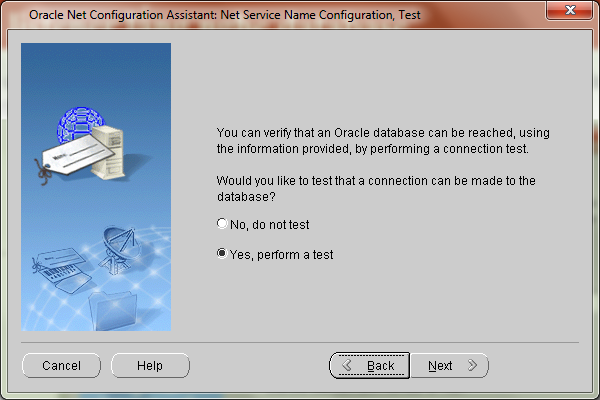 Oracle Net Configuration Assistant: Net Service Name Configuration, Test
You can verify that an Oracle database can be reached, using
the information provided, by performing a connection test.
Would you like to test that a connection can be made to the
database?
No, do not test
Yes, perform a test
Cancel
Help
Back
Next